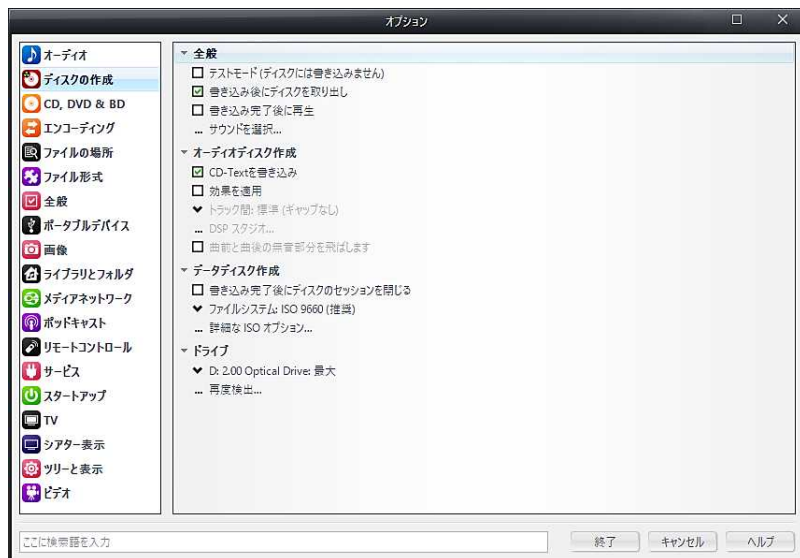 オプション
オーディオ
ディスクの作成
CD, DVD & BD
エンコーディング
ファイルの場所
ファイル形式
全般
ポータブルデバイス
画像
ライブラリとフォルダ
メディアネットワーク
ポッドキャスト
リモートコントロール
サービス
スタートアップ
TV
シアター表示
ツリーと表示
ビデオ
全般
テストモード (ディスクには書き込みません)
書き込み後にディスクを取り出し
書き込み完了後に再生
... サウンドを選択...
オーディオディスク作成
CD-Textを書き込み
効果を適用
トラック間: 標準 (ギャップなし)
... DSP スタジオ...
曲前と曲後の無音部分を飛ばします
データディスク作成
書き込み完了後にディスクのセッションを閉じる
ファイルシステム: ISO 9660 (推奨)
... 詳細な ISO オプション...
ドライブ
D: 2.00 Optical Drive: 最大
... 再度検出...
ここに検索語を入力
終了
キャンセル
ヘルプ